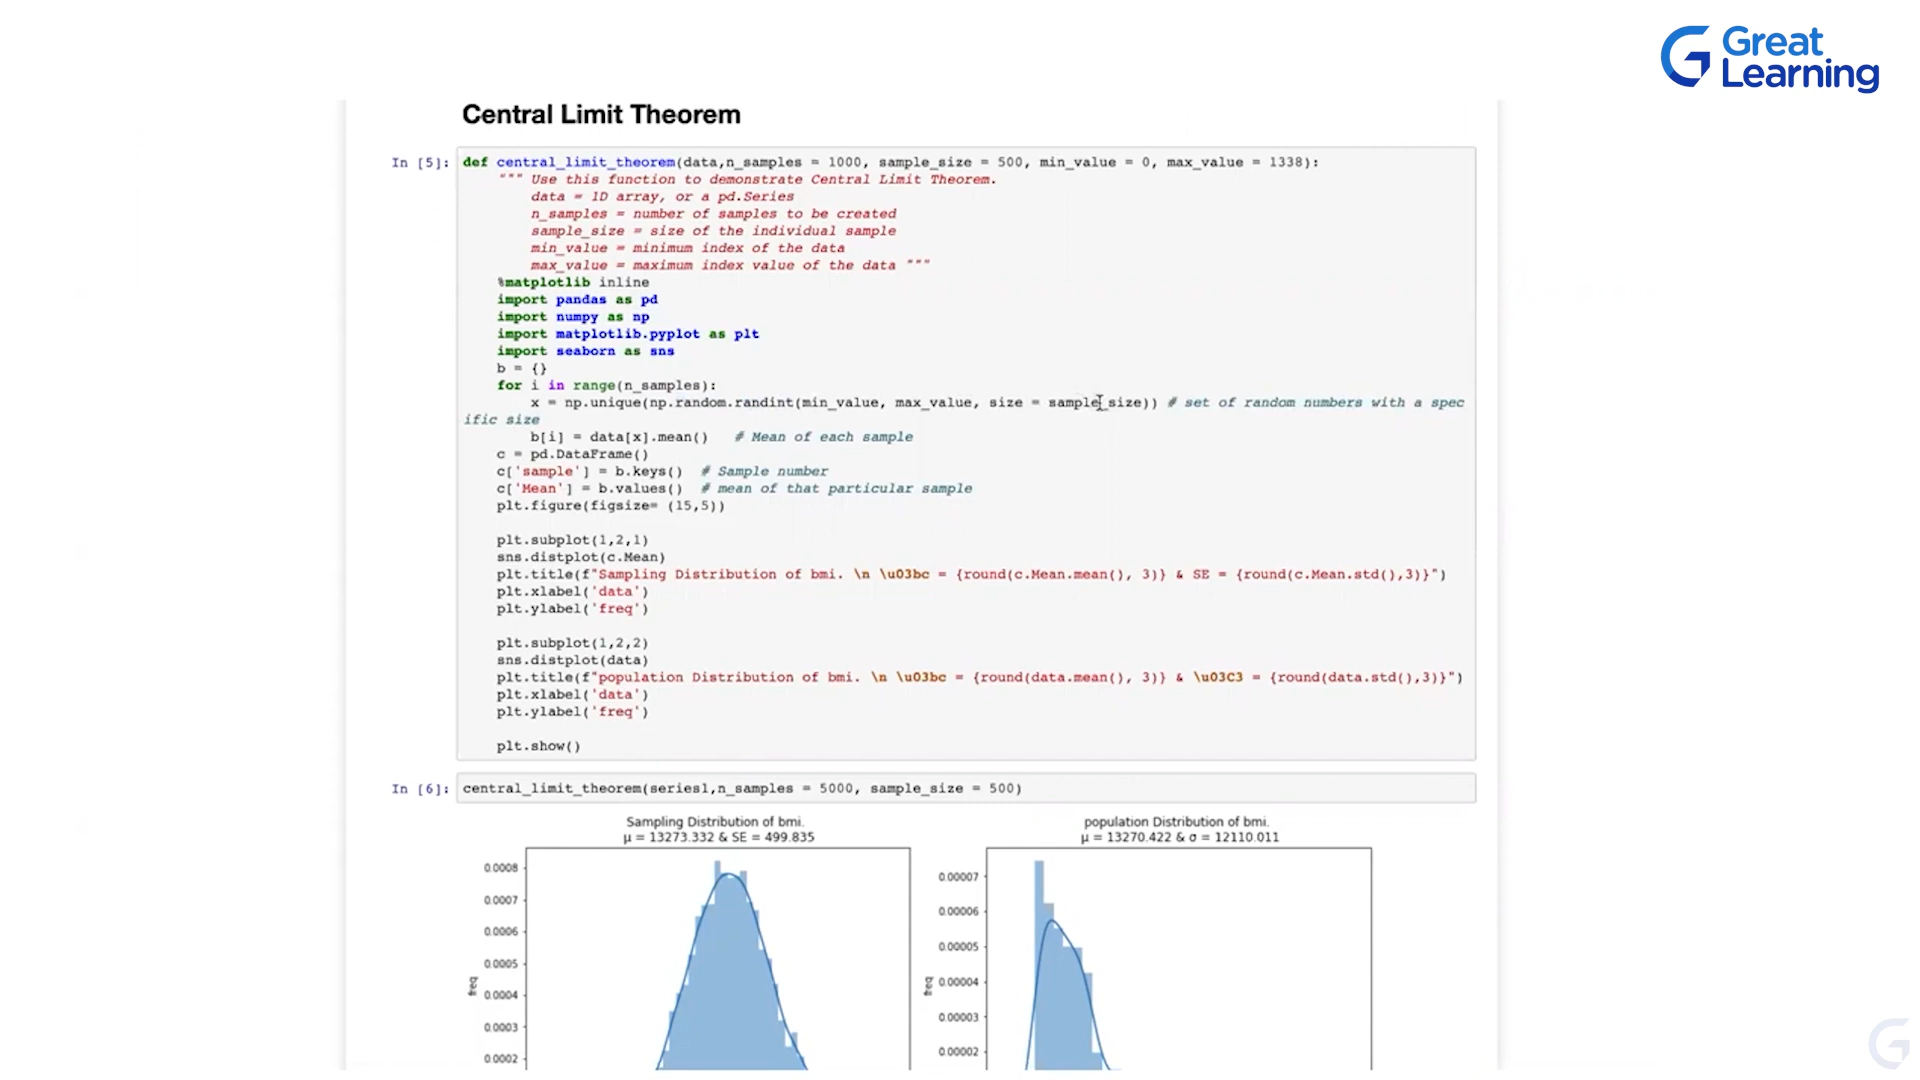 Great
Learning
Central Limit Theorem
In [5]: def central_limit_theorem(data,n_samples = 1000, sample_size = 500, min_value = 0, max_value = 1338):
""" Use this function to demonstrate Central Limit Theorem.
data = 1D array, or a pd.Series
n_samples = number of samples to be created
sample_size = size of the individual sample
min_value = minimum index of the data
max_value = maximum index value of the data """
%matplotlib inline
import pandas as pd
import numpy as np
import matplotlib.pyplot as plt
import seaborn as sns
b = {}
for i in range(n_samples):
x = np.unique(np.random.randint(min_value, max_value, size = sample_size)) # set of random numbers with a spec
ific size
b[i] = data[x].mean() # Mean of each sample
c = pd.DataFrame()
c['sample'] = b.keys() # Sample number
c['Mean'] = b.values() # mean of that particular sample
plt.figure(figsize= (15,5))
plt.subplot(1,2,1)
sns.distplot(c.Mean)
plt.title(f"Sampling Distribution of bmi. \n \u03bc = {round(c.Mean.mean(), 3)} & SE = {round(c.Mean.std(),3)}")
plt.xlabel('data')
plt.ylabel('freq')
plt.subplot(1,2,2)
sns.distplot(data)
plt.title(f"population Distribution of bmi. \n \u03bc = {round(data.mean(), 3)} & \u03C3 = {round(data.std(),3)}")
plt.xlabel('data')
plt.ylabel('freq')
plt.show()
In [6]: central_limit_theorem(series1,n_samples = 5000, sample_size = 500)
Sampling Distribution of bmi.
μ = 13273.332 & SE = 499.835
0.0008
0.0007
0.0006
0.0005
0.0004
0.0003
0.0002
freq
population Distribution of bmi.
μ = 13270.422 & σ = 12110.011
0.00007
0.00006
0.00005
0.00004
0.00003
0.00002
freq